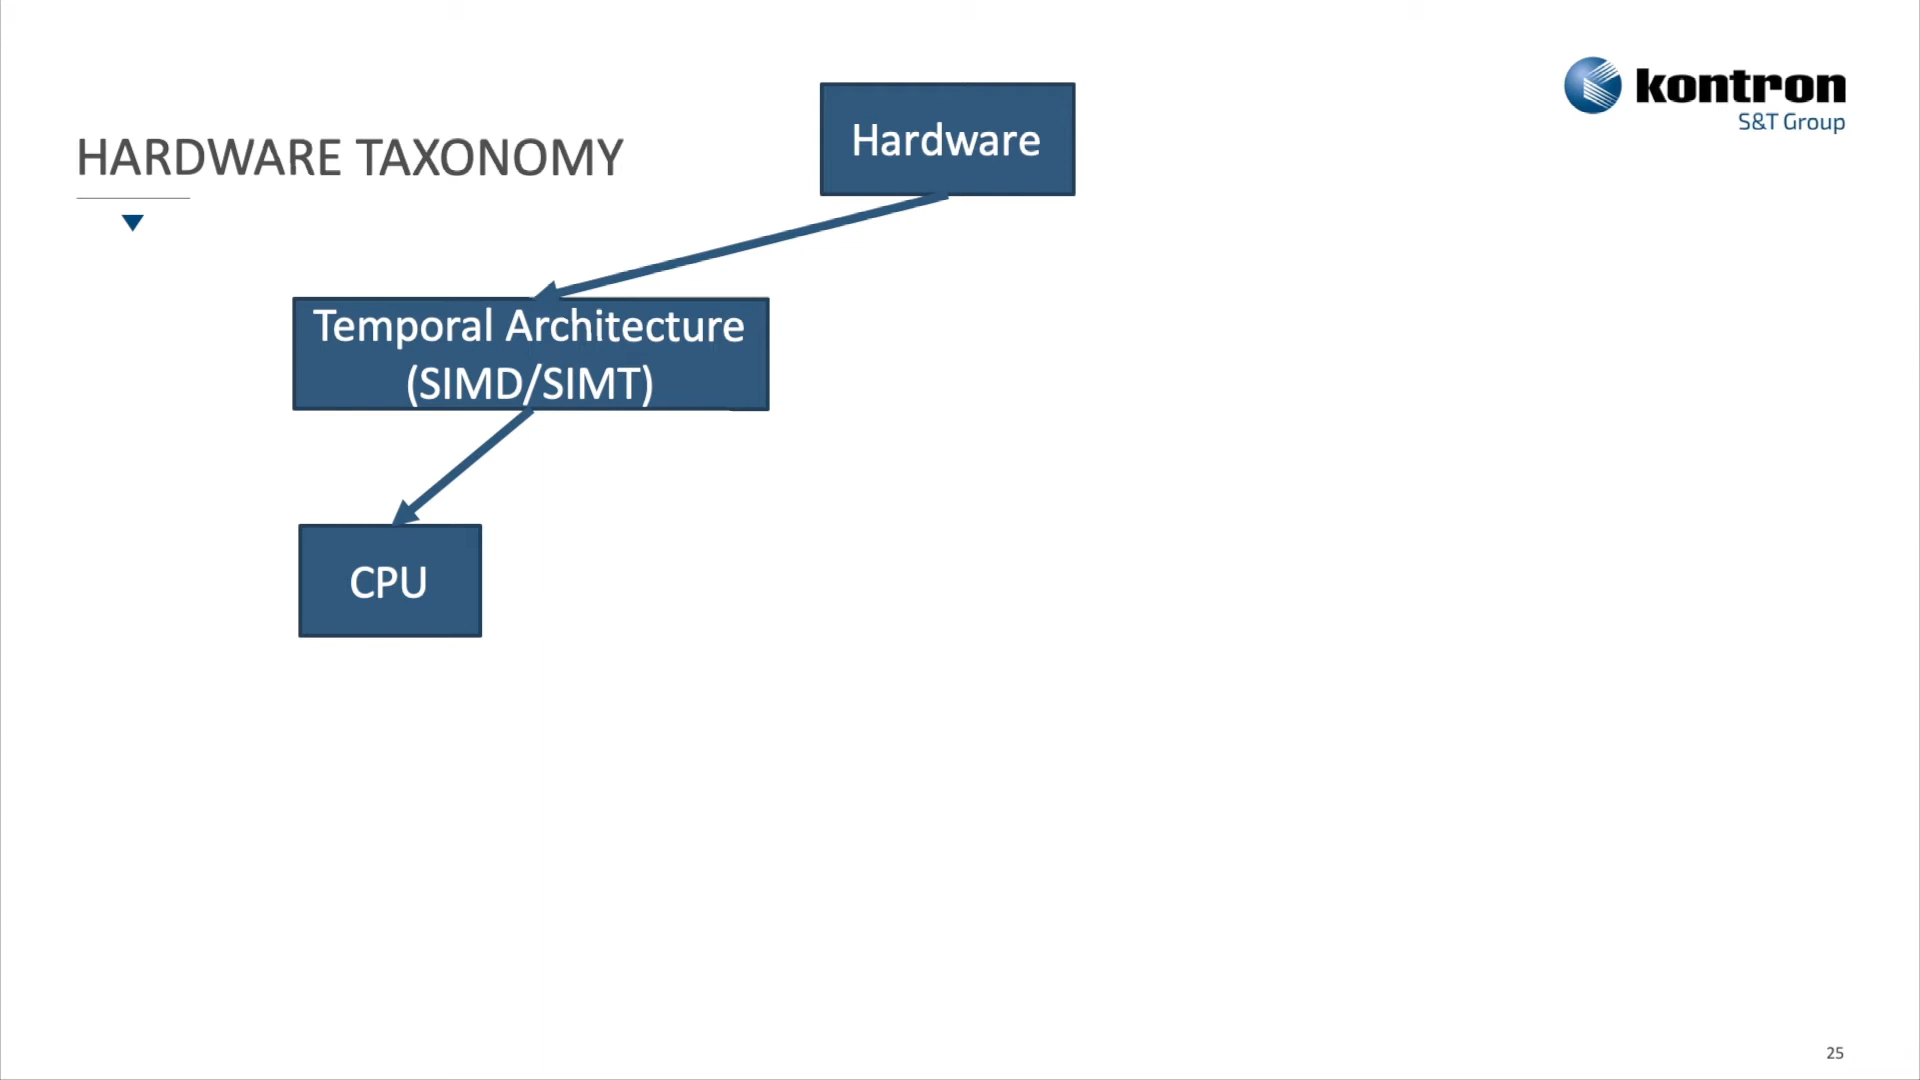 kontron
S&T Group
HARDWARE TAXONOMY
Hardware
Temporal Architecture
(SIMD/SIMT)
CPU
25